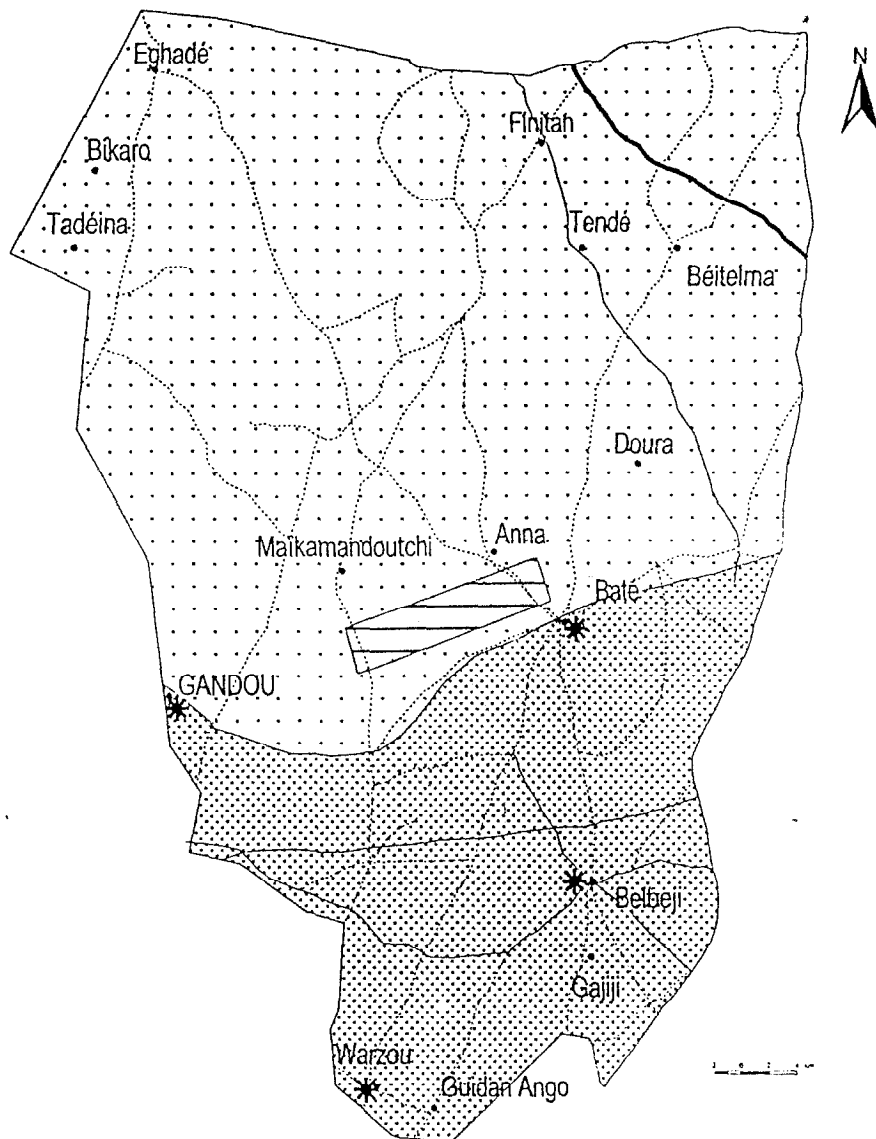 Eghadé
N
Finitah
Bikaro
Tadéina
Tendé
Béitelma
Doura
Anna
Maïkamandoutchi
Baté
GANDOU
Belbeji
Gajiji
Warzou
Guidan Ango